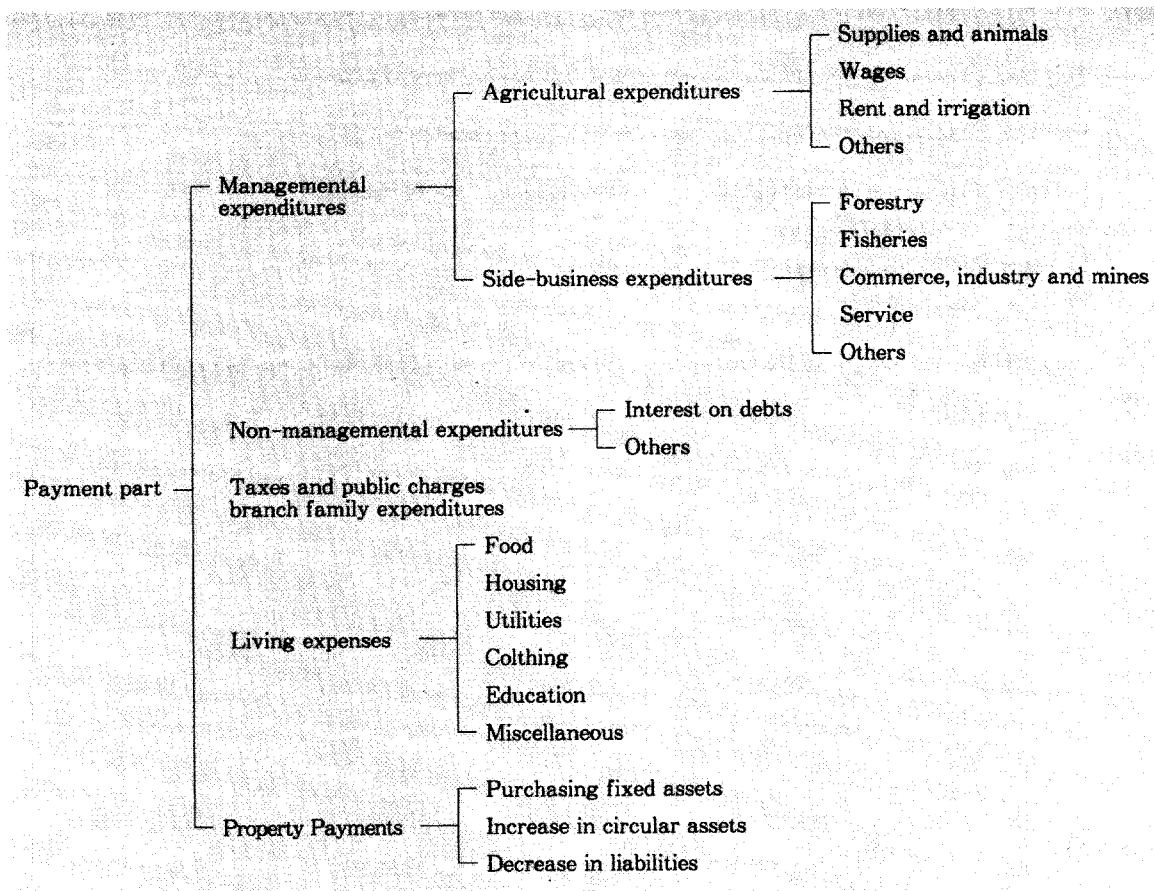 Supplies and animals
Wages
Agricultural expenditures
Rent and irrigation
Others
Managemental
expenditures
Forestry
Fisheries
Side-business expenditures
Commerce, industry and mines
Service
Others
Interest on debts
Non-managemental expenditures
Others
Payment part
Taxes and public charges
branch family expenditures
Food
Housing
Utilities
Living expenses
Colthing
Education
Miscellaneous
Purchasing fixed assets
Property Payments
Increase in circular assets
Decrease in liabilities